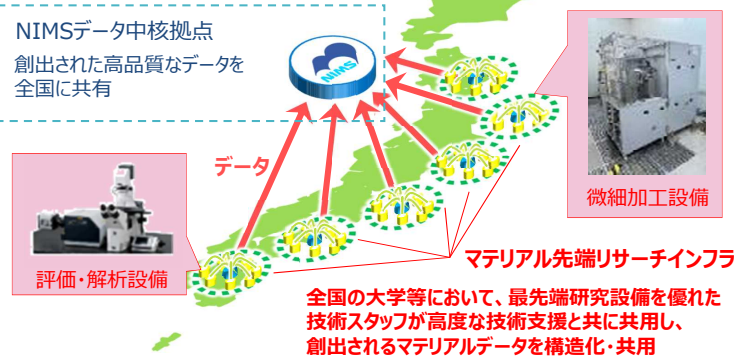 NIMSデータ中核拠点
創出された高品質なデータを
全国に共有
NIMS
データ
微細加工設備
評価・解析設備
マテリアル先端リサーチインフラ
全国の大学等において、最先端研究設備を優れた
技術スタッフが高度な技術支援と共に共用し、
創出されるマテリアルデータを構造化・共用